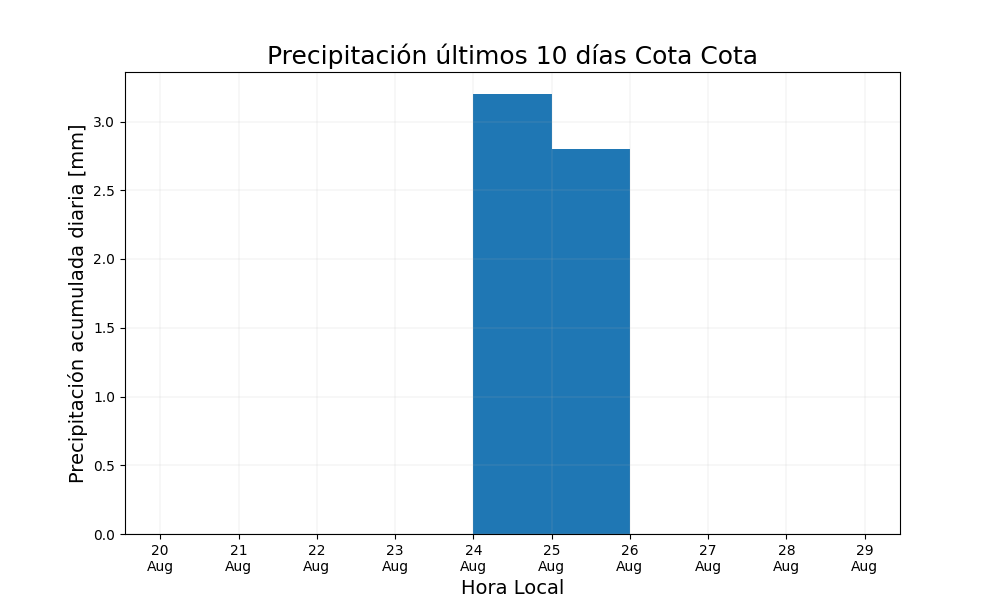 Precipitación últimos 10 días Cota Cota
Precipitación acumulada diaria [mm]
3.0
2.5
2.0
1.5
1.0
0.5
0.0
20 21 22 23 24 25 26 27 28 29
Aug Aug Aug Aug Aug Aug Aug Aug Aug Aug
Hora Local